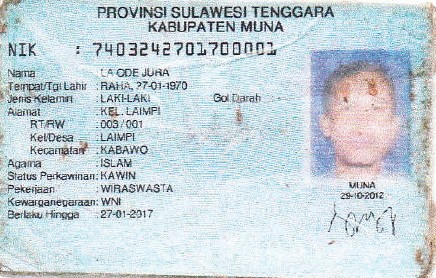 PROVINSI SULAWESI TENGGARA
KABUPATEN MUNA
NIK : 7403242701700001
Nama : LA ODE JURA
Tempat/Tgl Lahir : RAHA, 27-01-1970
Jenis Kelamin : LAKI-LAKI Gol Darah :
Alamat : KEL. LAIMPI
RT/RW : 003/001
Kel/Desa : LAIMPI
Kecamatan : KABAWO
Agama : ISLAM
Status Perkawinan: KAWIN
Pekerjaan : WIRASWASTA
Kewarganegaraan: WNI
Berlaku Hingga : 27-01-2017
MUNA
29-10-2012